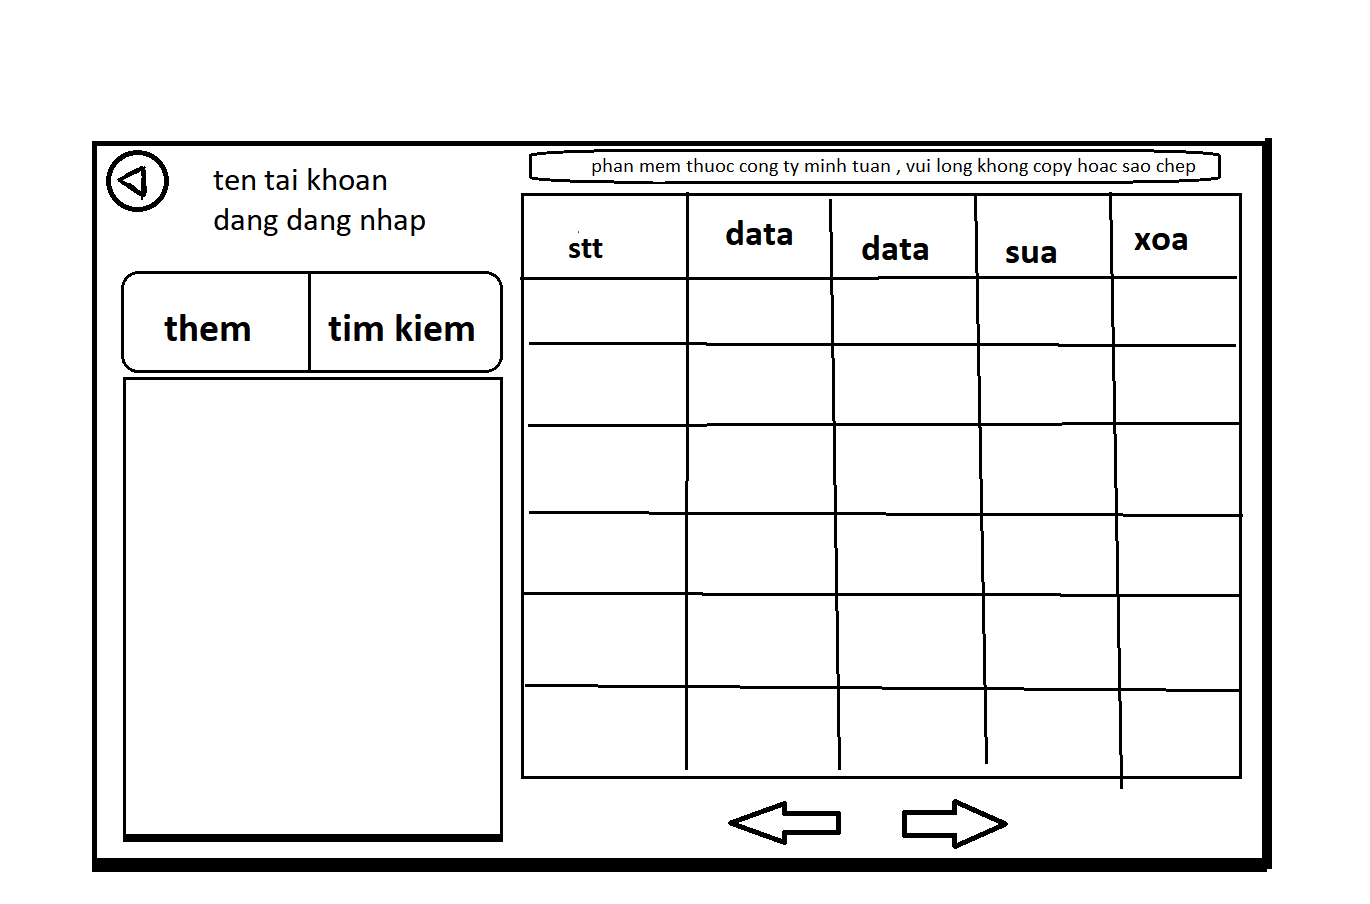 ten tai khoan
dang dang nhap
phan mem thuoc cong ty minh tuan , vui long khong copy hoac sao chep
them
tim kiem
stt
data
data
sua
xoa